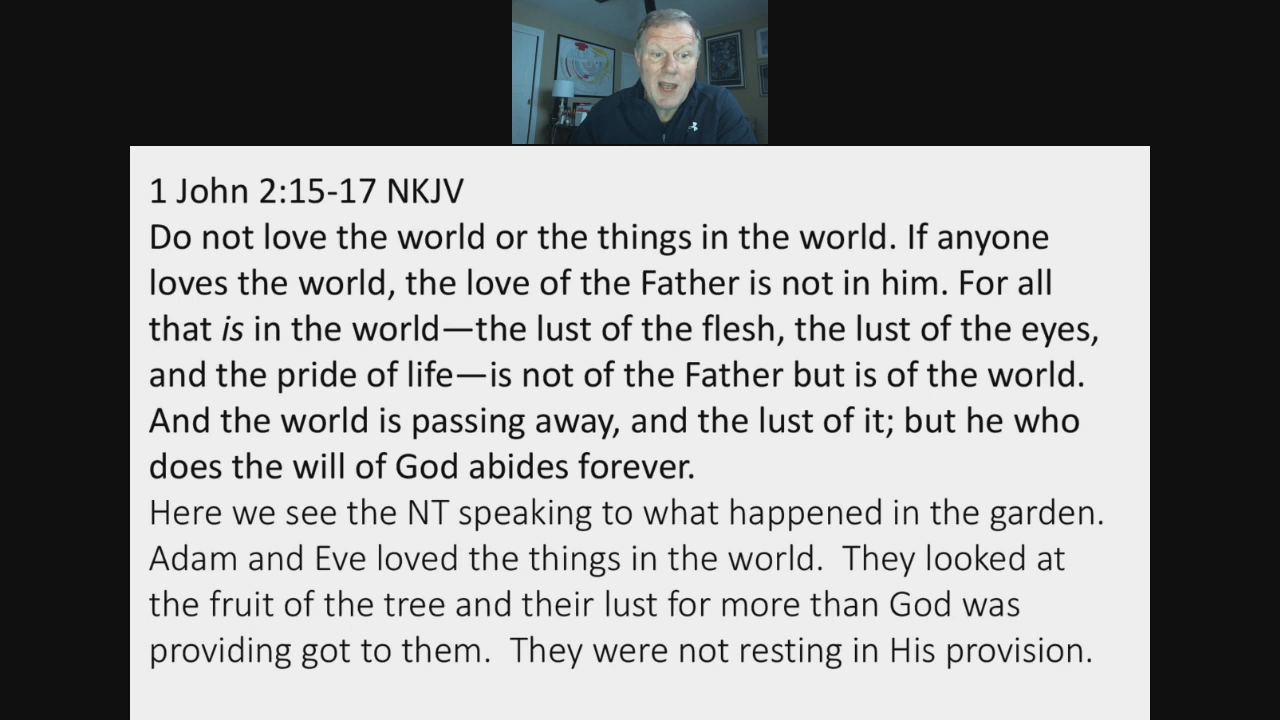 1 John 2:15-17 NKJV
Do not love the world or the things in the world. If anyone
loves the world, the love of the Father is not in him. For all
that is in the world—the lust of the flesh, the lust of the eyes,
and the pride of life—is not of the Father but is of the world.
And the world is passing away, and the lust of it; but he who
does the will of God abides forever.
Here we see the NT speaking to what happened in the garden.
Adam and Eve loved the things in the world.  They looked at
the fruit of the tree and their lust for more than God was
providing got to them.  They were not resting in His provision.